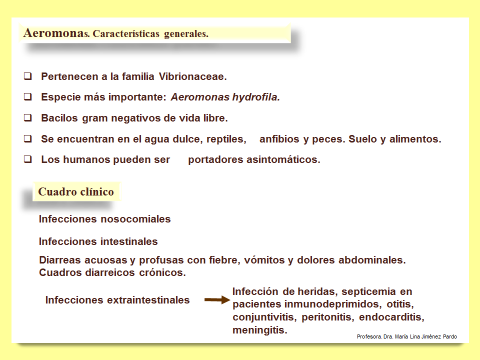 Aeromonas. Características generales.
Pertenecen a la familia Vibrionaceae.
Especie más importante: Aeromonas hydrofila.
Bacilos gram negativos de vida libre.
Se encuentran en el agua dulce, reptiles, anfibios y peces. Suelo y alimentos.
Los humanos pueden ser portadores asintomáticos.
Cuadro clínico
Infecciones nosocomiales
Infecciones intestinales
Diarreas acuosas y profusas con fiebre, vómitos y dolores abdominales.
Cuadros diarreicos crónicos.
Infecciones extraintestinales
Infección de heridas, septicemia en
pacientes inmunodeprimidos, otitis,
conjuntivitis, peritonitis, endocarditis,
meningitis.
Profesora. Dra. María Lina Jiménez Pardo